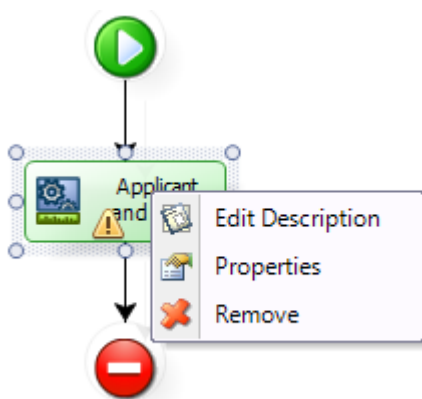 Applicant
and
Edit Description
Properties
Remove